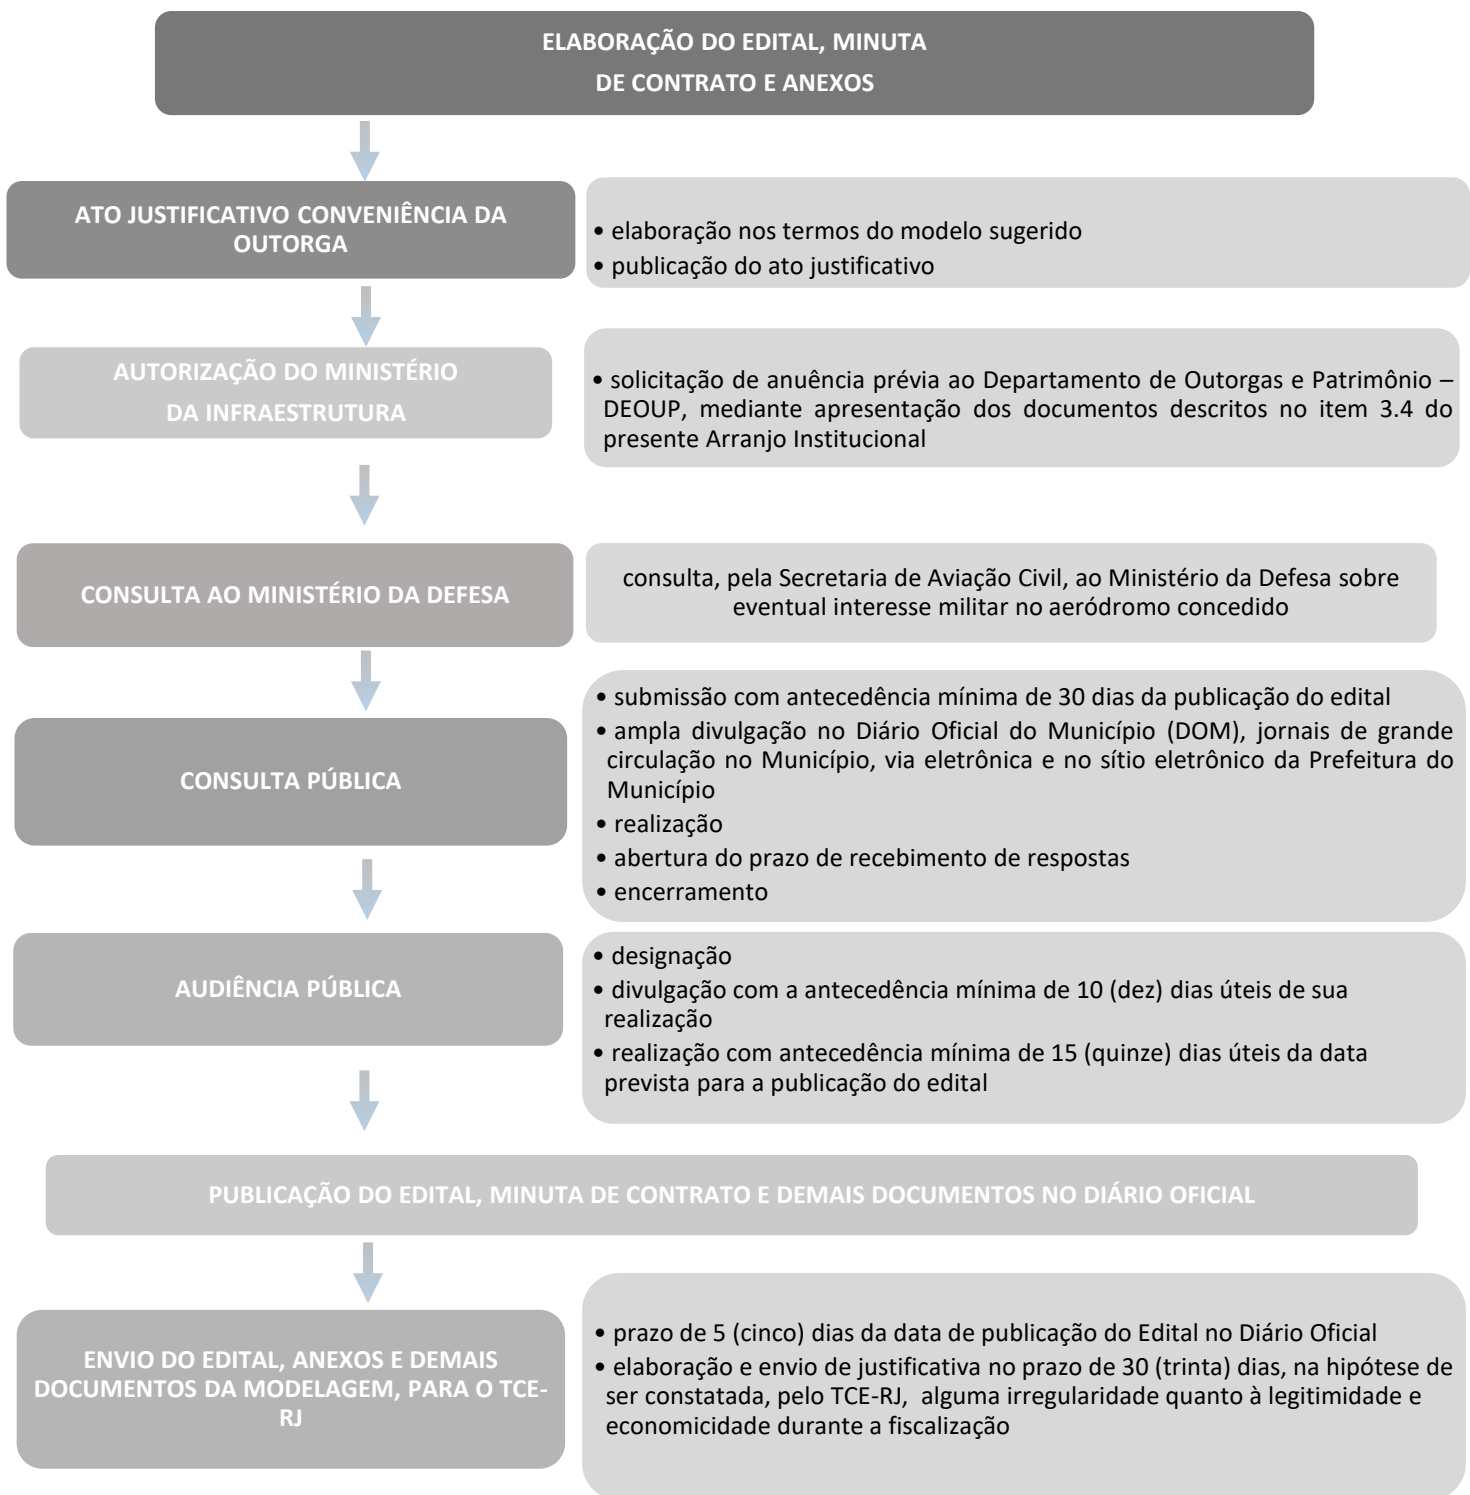 ELABORAÇÃO DO EDITAL, MINUTA
DE CONTRATO E ANEXOS
ATO JUSTIFICATIVO CONVENIÊNCIA DA
OUTORGA
• elaboração nos termos do modelo sugerido
• publicação do ato justificativo
AUTORIZAÇÃO DO MINISTÉRIO
DA INFRAESTRUTURA
• solicitação de anuência prévia ao Departamento de Outorgas e Patrimônio –
DEOUP, mediante apresentação dos documentos descritos no item 3.4 do
presente Arranjo Institucional
CONSULTA AO MINISTÉRIO DA DEFESA
consulta, pela Secretaria de Aviação Civil, ao Ministério da Defesa sobre
eventual interesse militar no aeródromo concedido
CONSULTA PÚBLICA
• submissão com antecedência mínima de 30 dias da publicação do edital
• ampla divulgação no Diário Oficial do Município (DOM), jornais de grande
circulação no Município, via eletrônica e no sítio eletrônico da Prefeitura do
Município
• realização
• abertura do prazo de recebimento de respostas
• encerramento
AUDIÊNCIA PÚBLICA
• designação
• divulgação com a antecedência mínima de 10 (dez) dias úteis de sua
realização
• realização com antecedência mínima de 15 (quinze) dias úteis da data
prevista para a publicação do edital
PUBLICAÇÃO DO EDITAL, MINUTA DE CONTRATO E DEMAIS DOCUMENTOS NO DIÁRIO OFICIAL
ENVIO DO EDITAL, ANEXOS E DEMAIS
DOCUMENTOS DA MODELAGEM, PARA O TCE-
RJ
• prazo de 5 (cinco) dias da data de publicação do Edital no Diário Oficial
• elaboração e envio de justificativa no prazo de 30 (trinta) dias, na hipótese de
ser constatada, pelo TCE-RJ, alguma irregularidade quanto à legitimidade e
economicidade durante a fiscalização